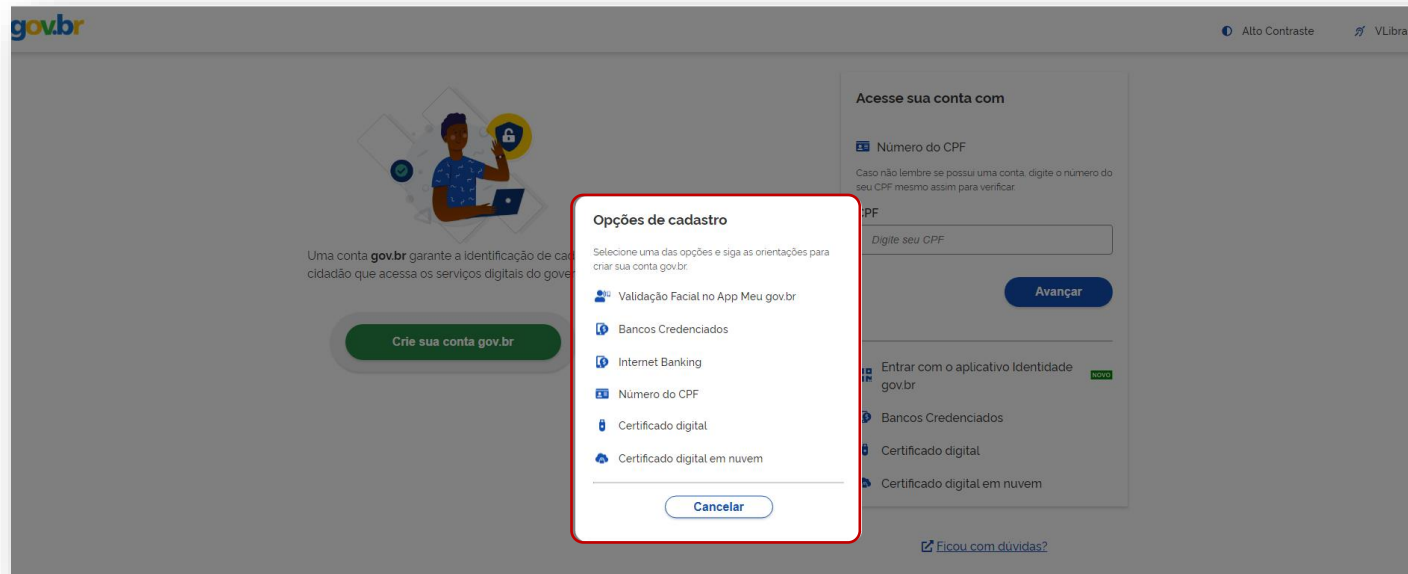 gov.br
Alto Contraste
VLibra
Uma conta gov.br garante a identificação de cad
cidadão que acessa os serviços digitais do gover
Crie sua conta gov.br
Opções de cadastro
Selecione uma das opções e siga as orientações para
criar sua conta gov.br.
Validação Facial no App Meu gov.br
Bancos Credenciados
Internet Banking
Número do CPF
Certificado digital
Certificado digital em nuvem
Cancelar
Acesse sua conta com
Número do CPF
Caso não lembre se possui uma conta, digite o número do
seu CPF mesmo assim para verificar.
CPF
Digite seu CPF
Avançar
Entrar com o aplicativo Identidade
gov.br
NOVO
Bancos Credenciados
Certificado digital
Certificado digital em nuvem
Ficou com dúvidas?